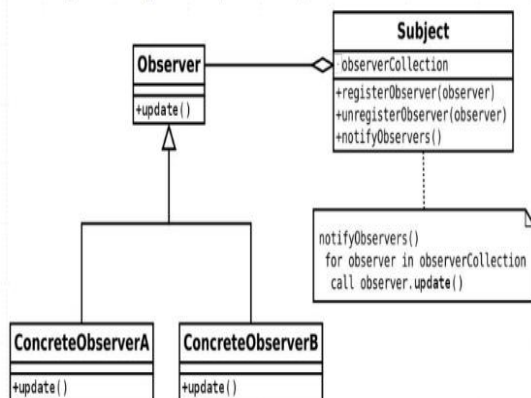 Subject
observerCollection
+registerObserver(observer)
+unregisterObserver(observer)
+notifyObservers()
Observer
+update()
notifyObservers()
for observer in observerCollection
call observer.update()
ConcreteObserverA
+update()
ConcreteObserverB
+update()